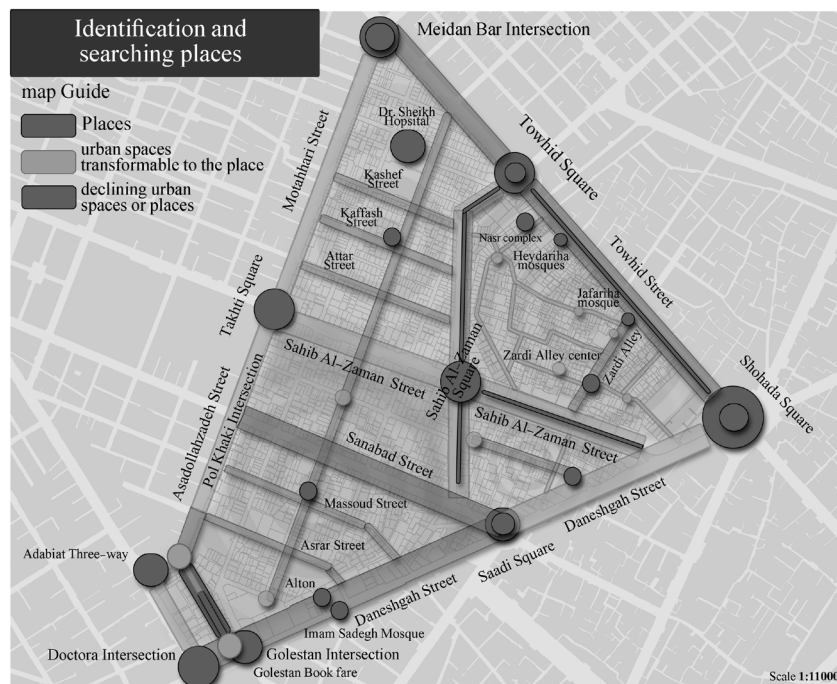 Identification and
searching places
map Guide
Places
urban spaces
transformable to the place
declining urban
spaces or places
Meidan Bar Intersection
Dr. Sheikh
Hopsital
Motahhari Street
Towhid Square
Kashef
Street
Kaffash
Street
Nasr complex
Heydariha
mosques
Attar
Street
Towhid Street
Takhti Square
Jafariha
mosque
Sahib Al-Zaman Street
Sahib Al-Zaman
Square
Zardi Alley center
Zardi Alley
Shohada Square
Asadollahzadeh Street
Pol Khaki Intersection
Sahib Al-Zaman Street
Sanabad Street
Massoud Street
Daneshgah Street
Asrar Street
Saadi Square
Adabiat Three-way
Alton
Daneshgah Street
Imam Sadegh Mosque
Doctora Intersection
Golestan Intersection
Golestan Book fare
Scale 1:11000